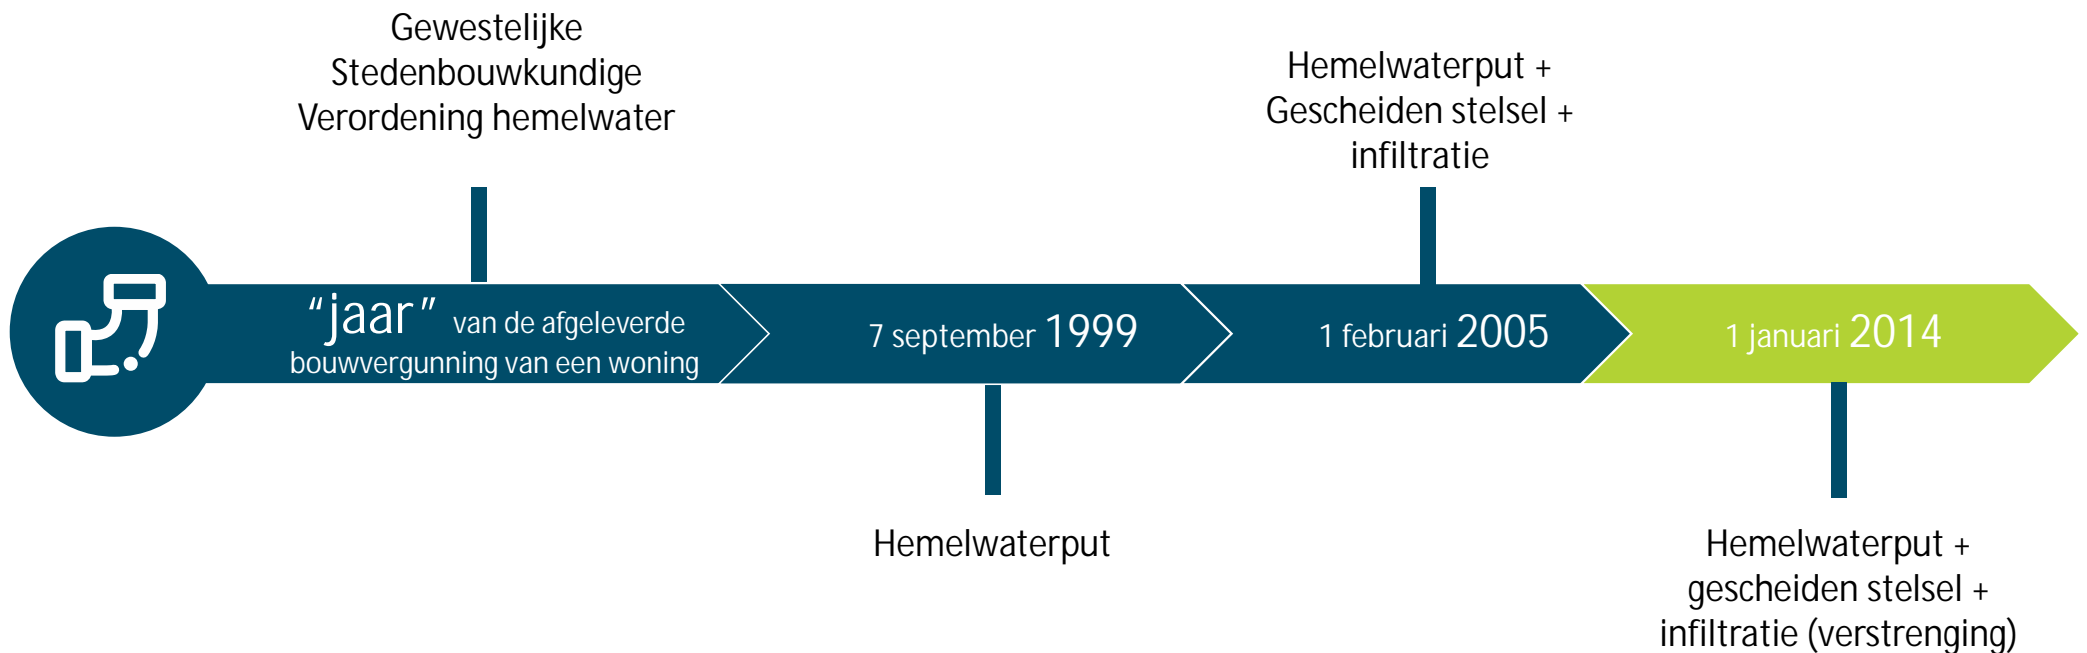 Gewestelijke
Stedenbouwkundige
Verordening hemelwater
Hemelwaterput +
Gescheiden stelsel +
infiltratie
"jaar" van de afgeleverde
bouwvergunning van een woning
7 september 1999
1 februari 2005
1 januari 2014
Hemelwaterput
Hemelwaterput +
gescheiden stelsel +
infiltratie (verstrenging)